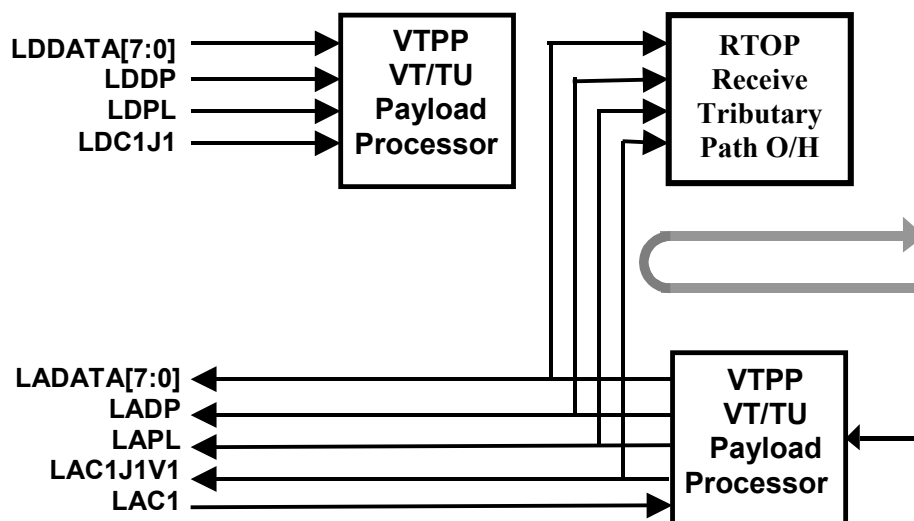 LDDATA[7:0]
LDDP
LDPL
LDC1J1
VTPP
VT/TU
Payload
Processor
RTOP
Receive
Tributary
Path O/H
LADATA[7:0]
LADP
LAPL
LAC1J1V1
LAC1
VTPP
VT/TU
Payload
Processor